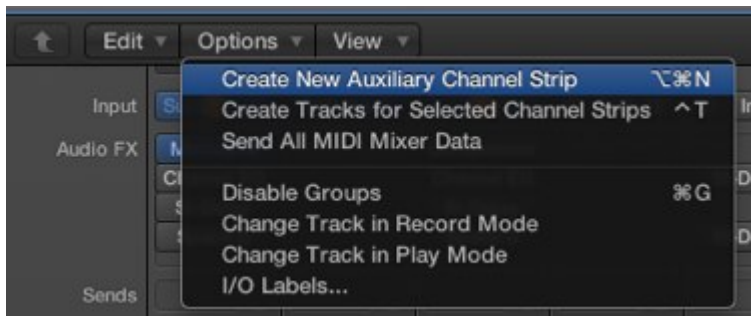 Edit Options View
Create New Auxiliary Channel Strip ⌥⌘N
Input
Create Tracks for Selected Channel Strips ^T
Audio FX
Send All MIDI Mixer Data
Disable Groups ⌘G
Change Track in Record Mode
Change Track in Play Mode
Sends
I/O Labels...